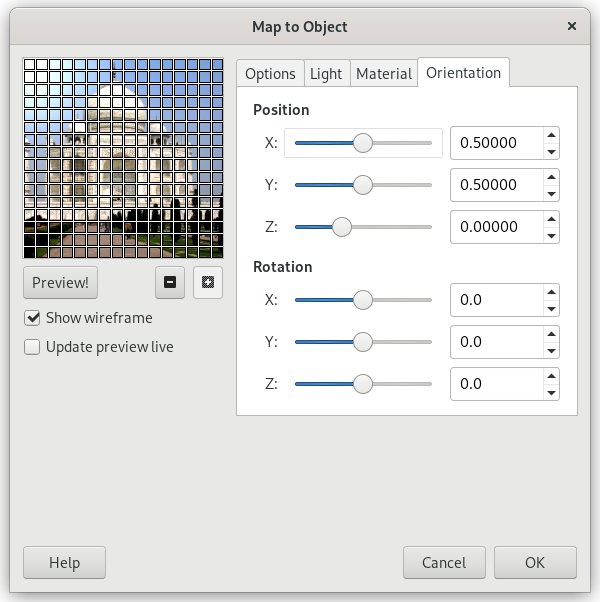 Map to Object
Options Light Material Orientation
Position
X: 0.50000
Y: 0.50000
Z: 0.00000
Preview!
Rotation
Show wireframe
X: 0.0
Update preview live
Y: 0.0
Z: 0.0
Help Cancel OK